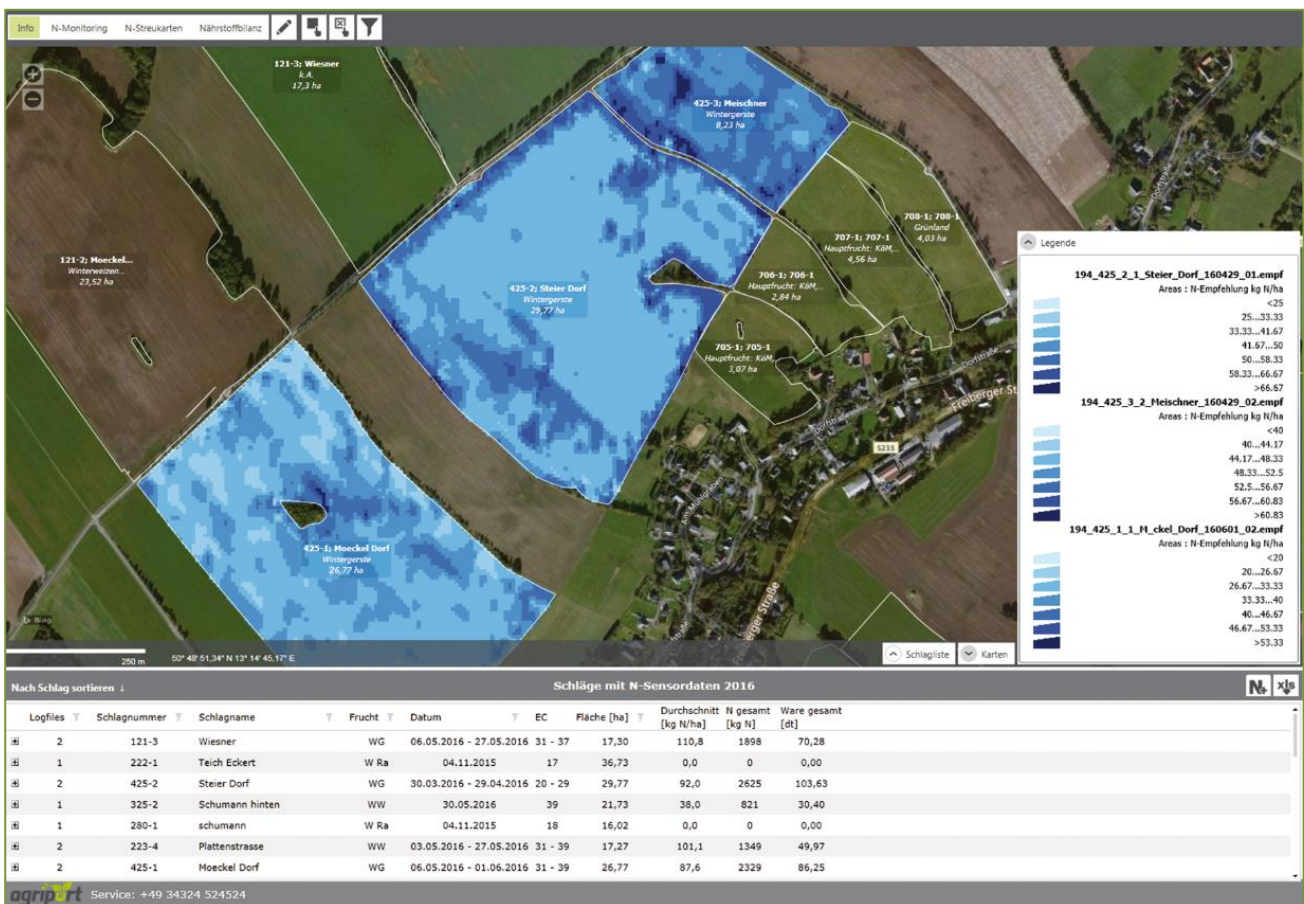 Info N-Monitoring N-Streukarten Nährstoffbilanz
121-3; Wiesner
k.A.
17,3 ha
425-3; Meischner
Wintergerste
8,23 ha
708-1; 708-1
Grünland
4,03 ha
707-1; 707-1
Hauptfrucht: KöM,...
4,56 ha
121-2; Moeckel...
Winterweizen...
23,52 ha
706-1; 706-1
Hauptfrucht: KöM,...
2,84 ha
425-2; Steier Dorf
Wintergerste
29,77 ha
705-1; 705-1
Hauptfrucht: KöM,...
3,07 ha
425-1; Moeckel Dorf
Wintergerste
26,77 ha
Dorfstraße
Dorfstraße
Dorfstraße
Freiberger St
S235
Am Mühlgraben
Freiberger Straße
Bing
250 m 50° 48' 51,34" N 13° 14' 45,17" E
Schlagliste Karten
Legende
194_425_2_1_Steier_Dorf_160429_01.empf
Areas : N-Empfehlung kg N/ha
<25
25...33.33
33.33...41.67
41.67...50
50...58.33
58.33...66.67
>66.67
194_425_3_2_Meischner_160429_02.empf
Areas : N-Empfehlung kg N/ha
<40
40...44.17
44.17...48.33
48.33...52.5
52.5...56.67
56.67...60.83
>60.83
194_425_1_1_M_ckel_Dorf_160601_02.empf
Areas : N-Empfehlung kg N/ha
<20
20...26.67
26.67...33.33
33.33...40
40...46.67
46.67...53.33
>53.33
Nach Schlag sortieren ↓ Schläge mit N-Sensordaten 2016 N xls
Logfiles Schlagnummer Schlagname Frucht Datum EC Fläche [ha] Durchschnitt [kg N/ha] N gesamt [kg N] Ware gesamt [dt]
2 121-3 Wiesner WG 06.05.2016 - 27.05.2016 31 - 37 17,30 110,8 1898 70,28
1 222-1 Teich Eckert W Ra 04.11.2015 17 36,73 0,0 0 0,00
2 425-2 Steier Dorf WG 30.03.2016 - 29.04.2016 20 - 29 29,77 92,0 2625 103,63
1 325-2 Schumann hinten WW 30.05.2016 39 21,73 38,0 821 30,40
1 280-1 schumann W Ra 04.11.2015 18 16,02 0,0 0 0,00
2 223-4 Plattenstrasse WW 03.05.2016 - 27.05.2016 31 - 39 17,27 101,1 1349 49,97
2 425-1 Moeckel Dorf WG 06.05.2016 - 01.06.2016 31 - 39 26,77 87,6 2329 86,25
agriport Service: +49 34324 524524